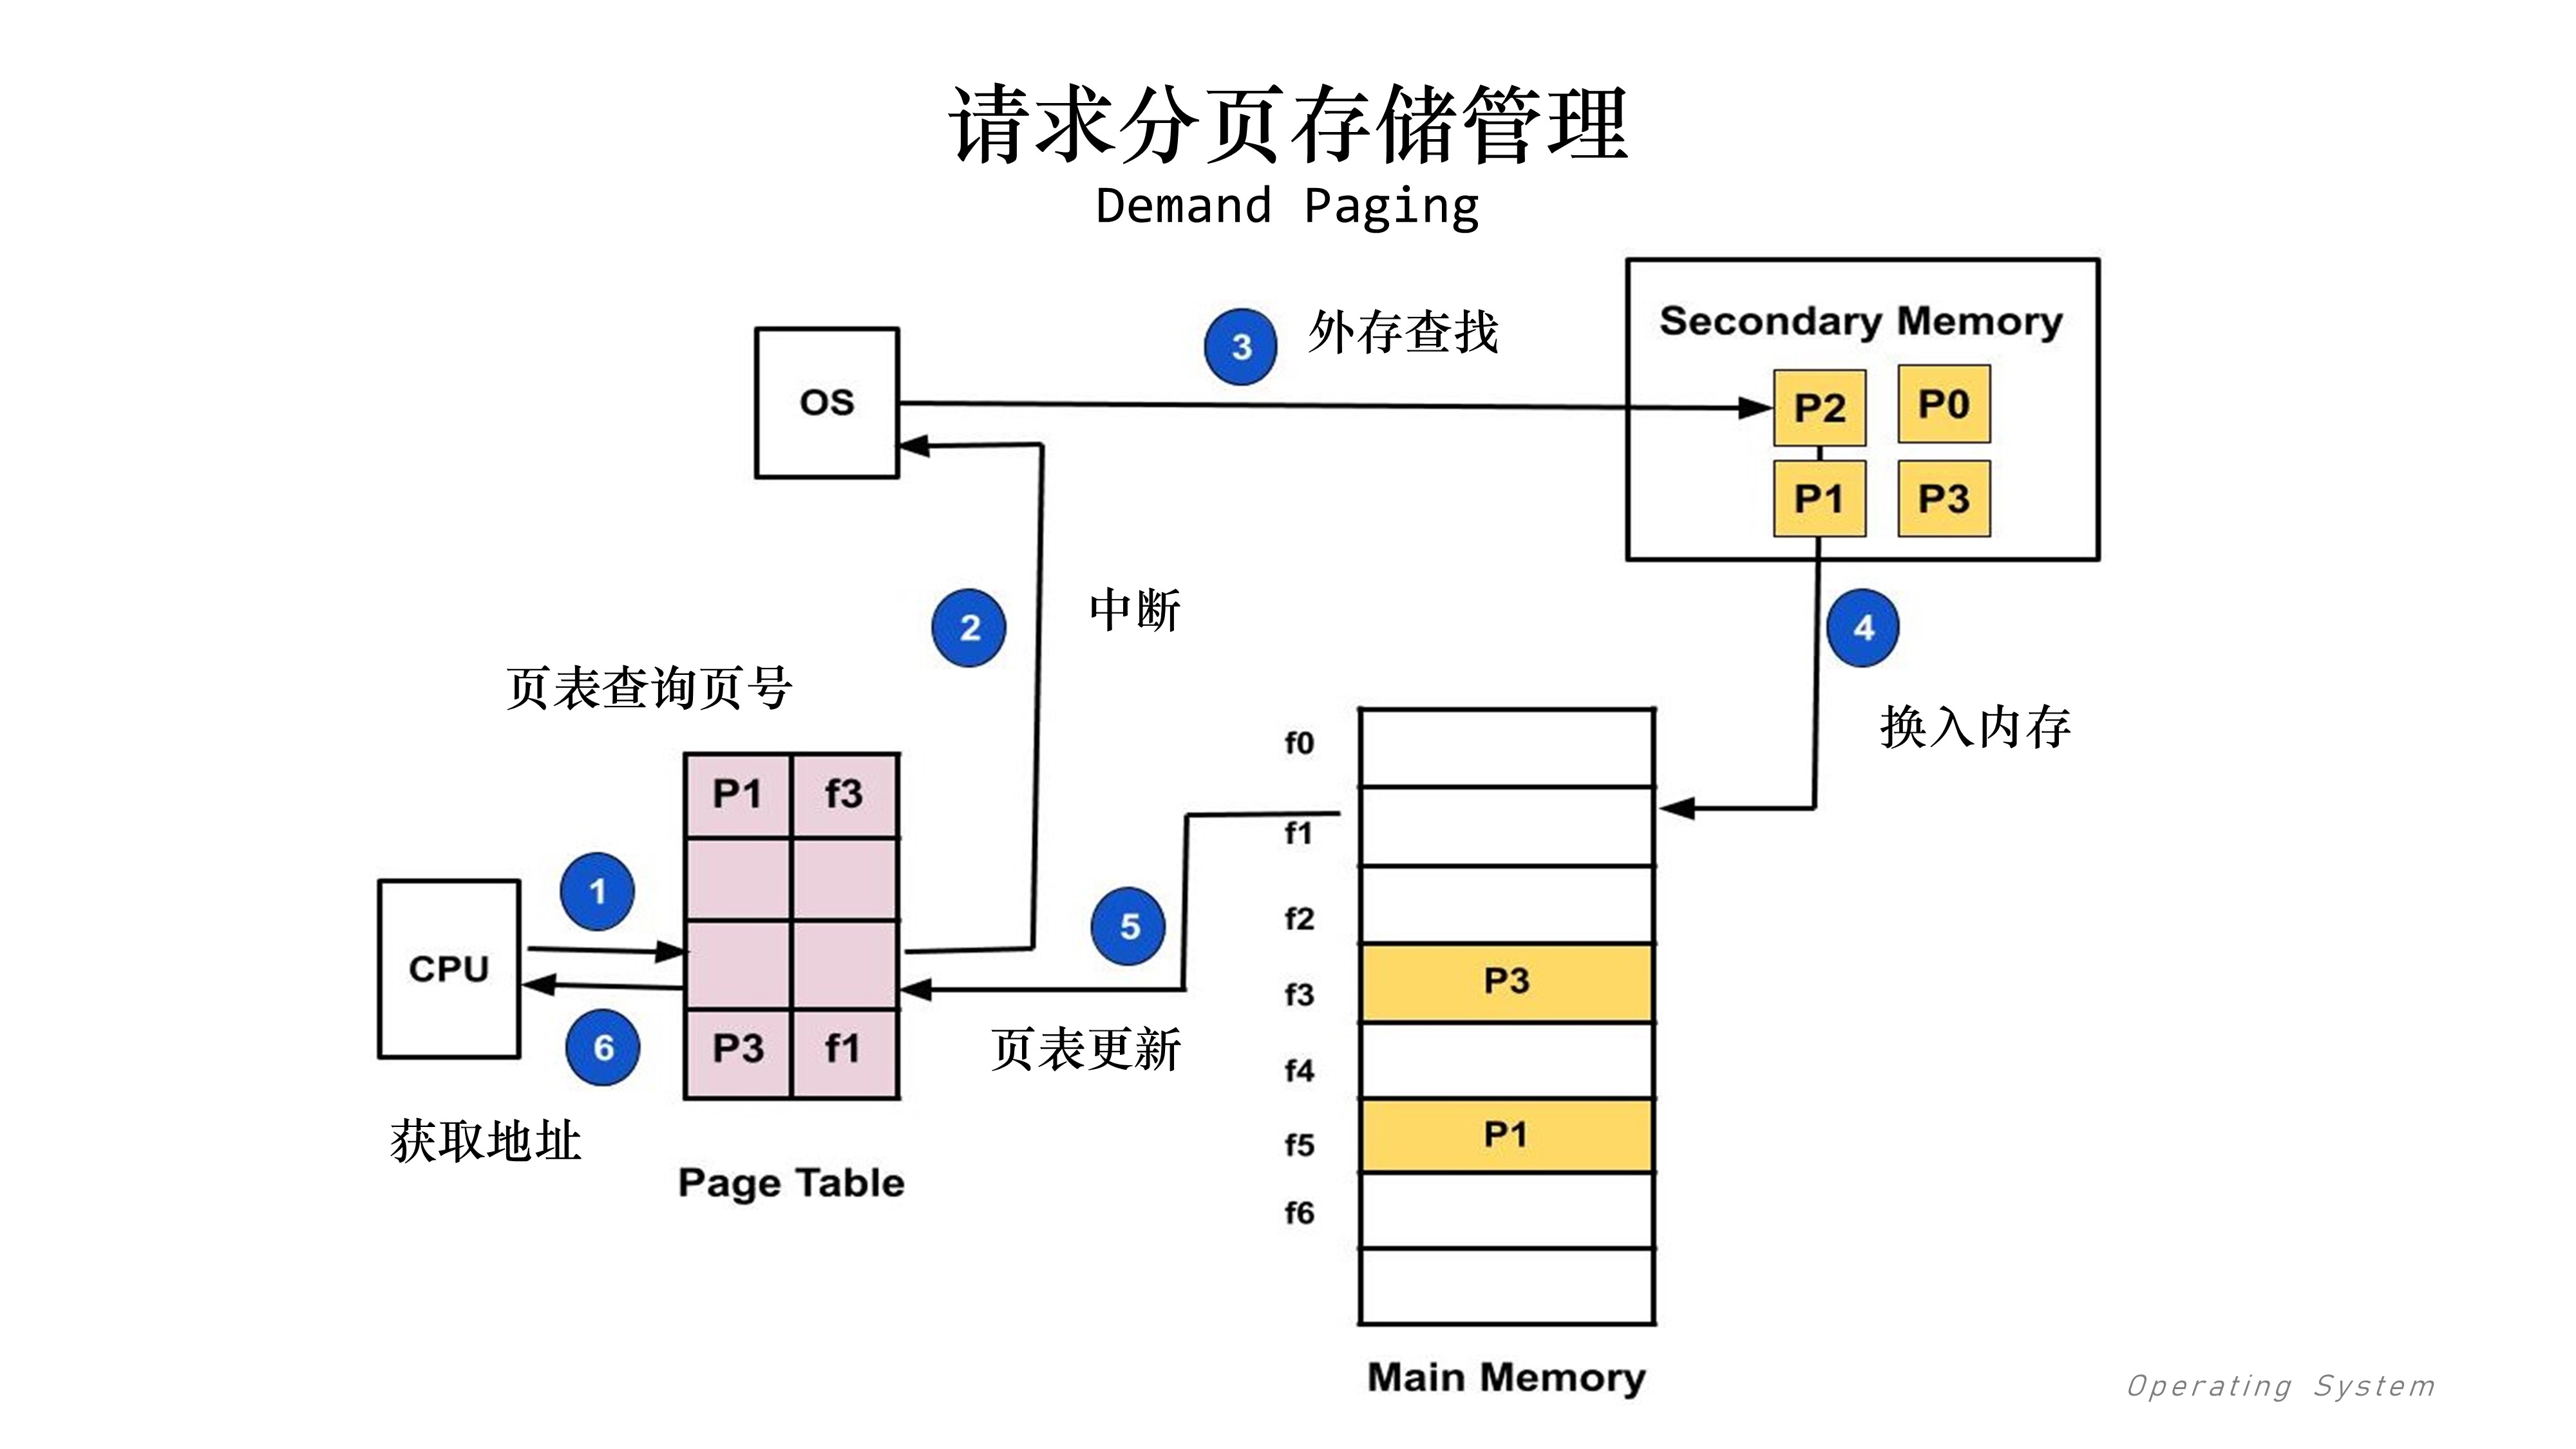 请求分页存储管理
Demand Paging
3
外存查找
Secondary Memory
OS
P2
P0
P1
P3
2
中断
4
换入内存
页表查询页号
P1
f3
P3
f1
1
CPU
6
获取地址
Page Table
5
页表更新
f0
f1
f2
f3
P3
f4
f5
P1
f6
Main Memory
Operating System